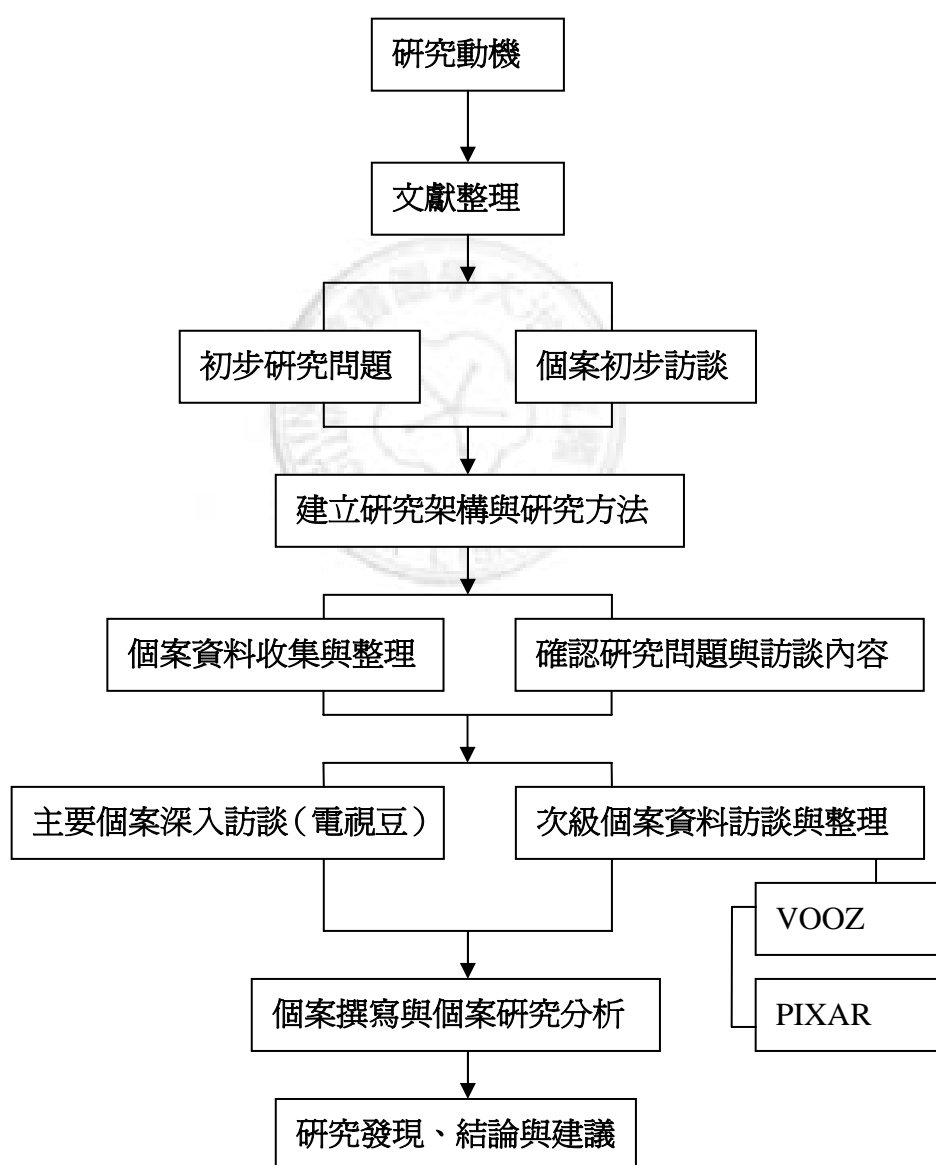 研究動機
文獻整理
初步研究問題
個案初步訪談
建立研究架構與研究方法
個案資料收集與整理
確認研究問題與訪談內容
主要個案深入訪談（電視豆）
次級個案資料訪談與整理
VOOZ
PIXAR
個案撰寫與個案研究分析
研究發現、結論與建議